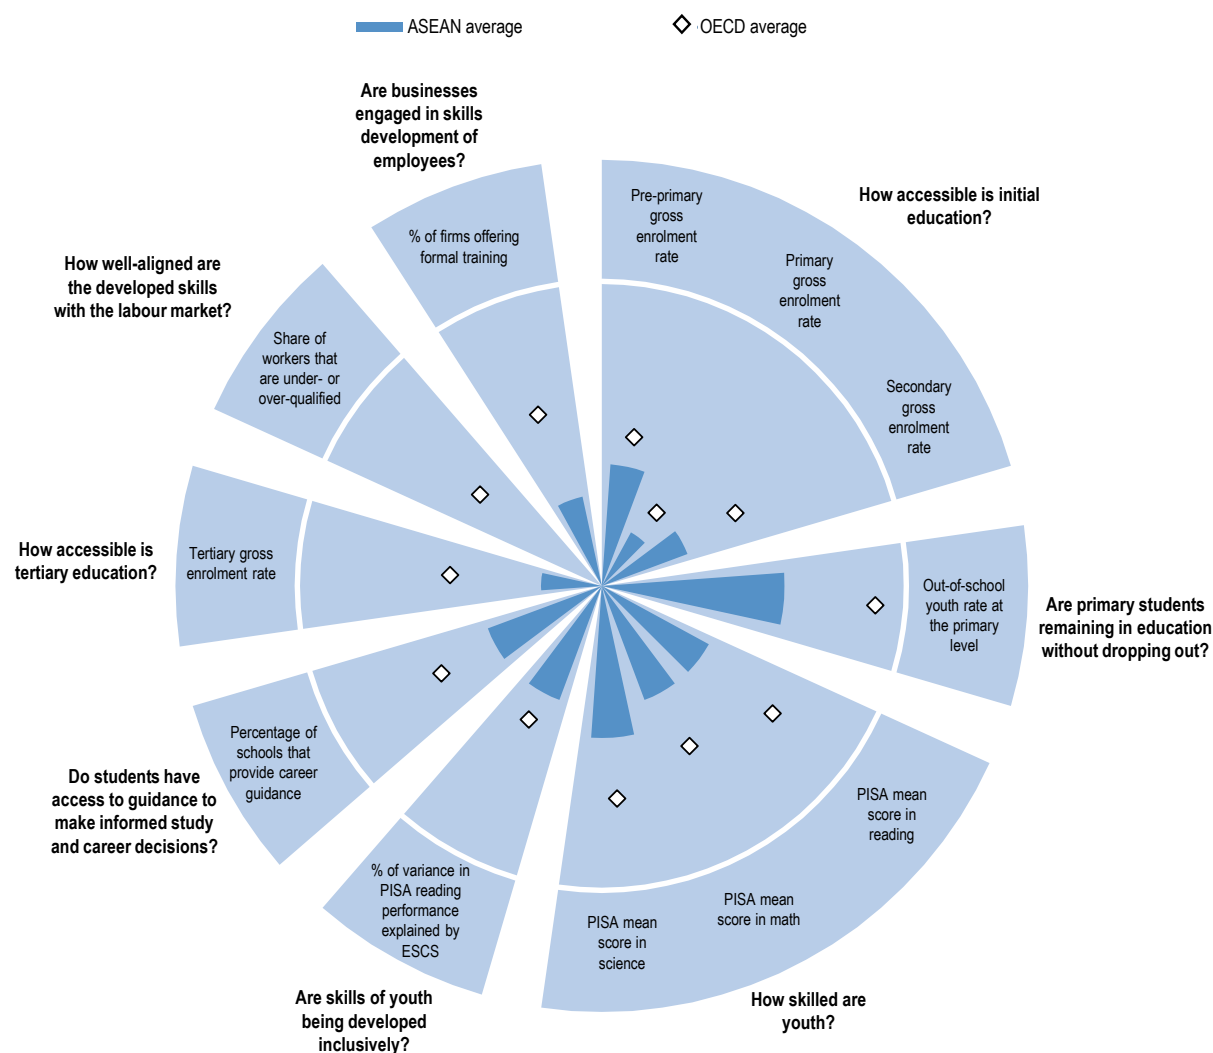 ASEAN average
OECD average
Are businesses
engaged in skills
development of
employees?
% of firms offering
formal training
Pre-primary
gross
enrolment
rate
Primary
gross
enrolment
rate
Secondary
gross
enrolment
rate
How accessible is initial
education?
How well-aligned are
the developed skills
with the labour market?
Share of
workers that
are under- or
over-qualified
How accessible is
tertiary education?
Tertiary gross
enrolment rate
Out-of-school
youth rate at
the primary
level
Are primary students
remaining in education
without dropping out?
Do students have
access to guidance to
make informed study
and career decisions?
Percentage of
schools that
provide career
guidance
% of variance in
PISA reading
performance
explained by
ESCS
Are skills of youth
being developed
inclusively?
PISA mean
score in
science
PISA mean
score in math
PISA mean
score in
reading
How skilled are
youth?